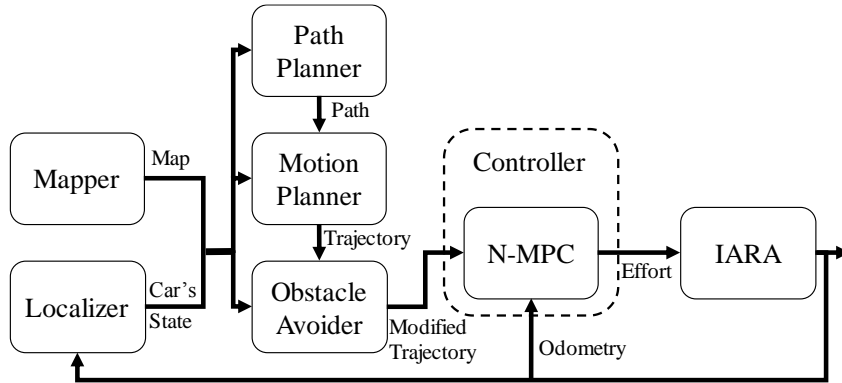 Path
Planner
Path
Mapper
Map
Motion
Planner
Controller
Trajectory
N-MPC
Effort
IARA
Localizer
Car's
State
Obstacle
Avoider
Modified
Trajectory
Odometry